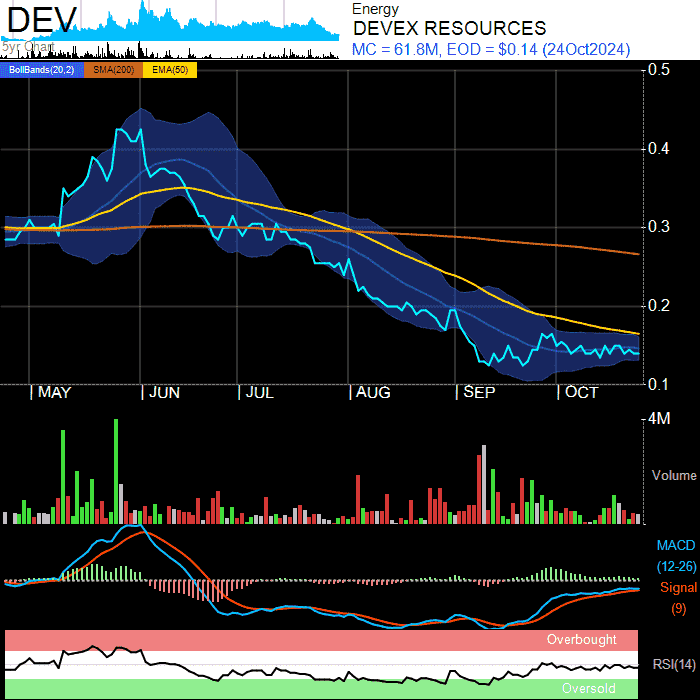 DEV
5yr Chart
Energy
DEVEX RESOURCES
MC = 61.8M, EOD = $0.14 (24Oct2024)
BollBands(20,2) SMA(200) EMA(50)
0.5
0.4
0.3
0.2
0.1
MAY JUN JUL AUG SEP OCT
4M
Volume
MACD
(12-26)
Signal
(9)
Overbought
RSI(14)
Oversold